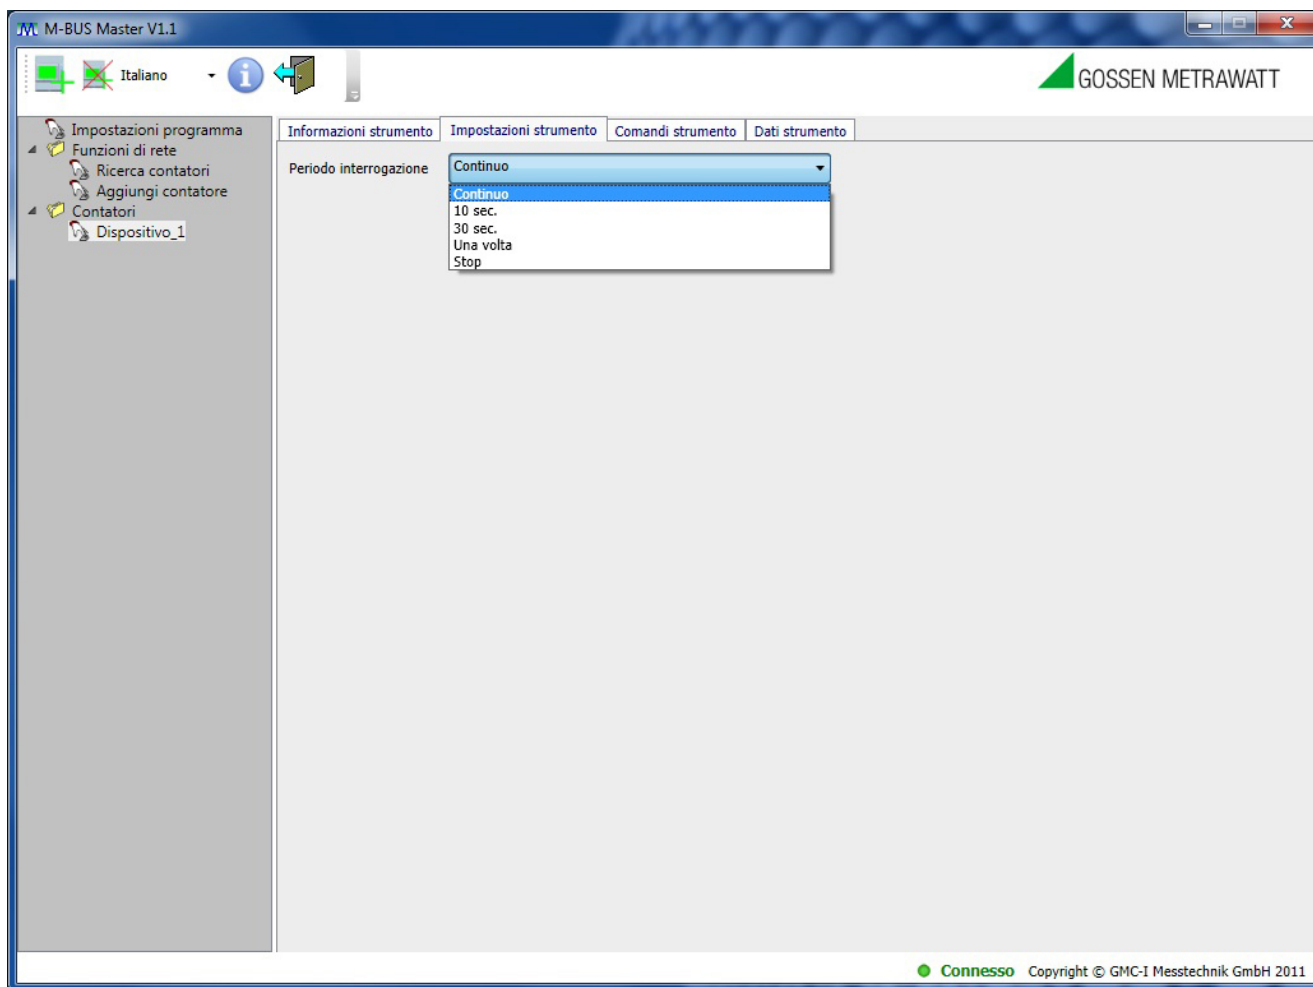 M-BUS Master V1.1
Italiano
GOSSEN METRAWATT
Impostazioni programma
Funzioni di rete
Ricerca contatori
Aggiungi contatore
Contatori
Dispositivo_1
Informazioni strumento
Impostazioni strumento
Comandi strumento
Dati strumento
Periodo interrogazione
Continuo
Continuo
10 sec.
30 sec.
Una volta
Stop
Connesso
Copyright © GMC-I Messtechnik GmbH 2011